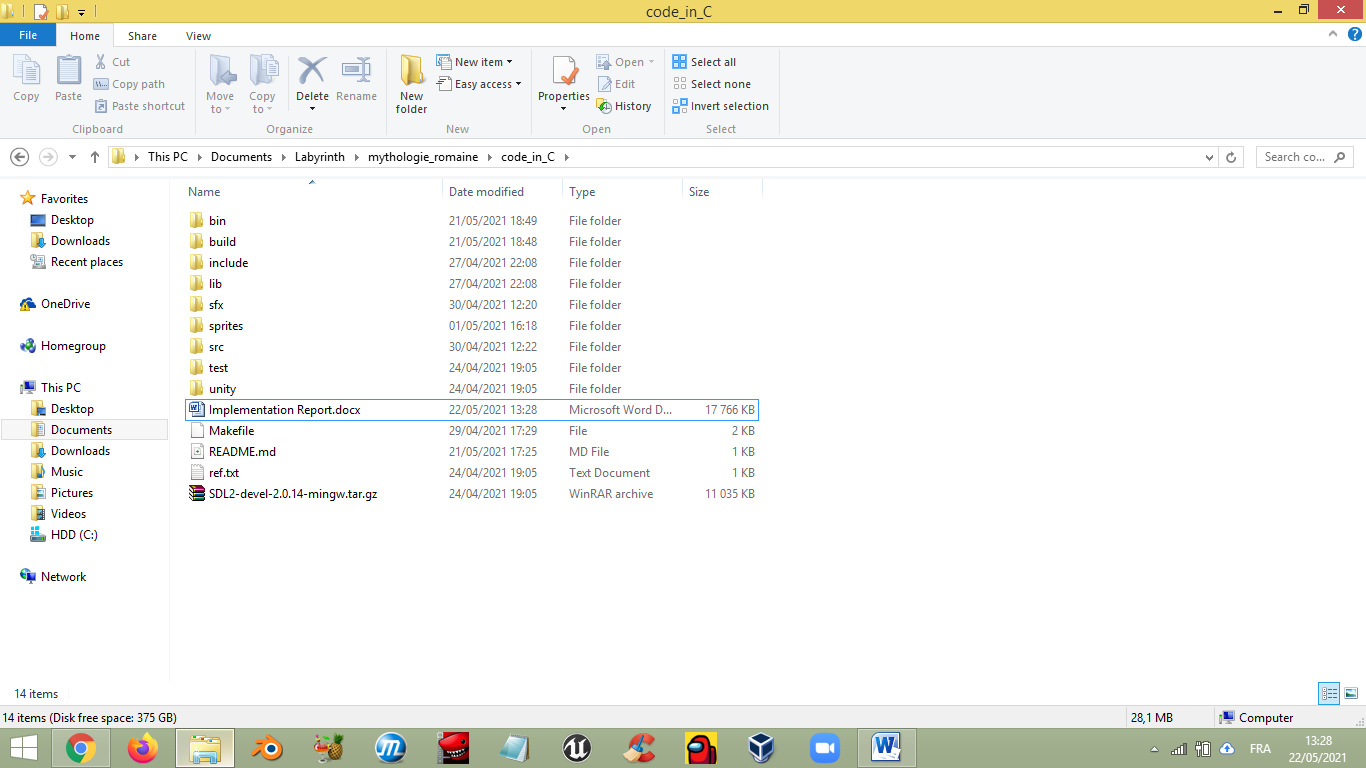 code_in_C
File Home Share View
Copy Paste Cut Copy path Paste shortcut Clipboard
Move to Copy to Delete Rename Organize
New folder New item Easy access New
Properties Open Edit History Open
Select all Select none Invert selection Select
This PC Documents Labyrinth mythologie_romaine code_in_C Search co...
Favorites
Desktop
Downloads
Recent places
OneDrive
Homegroup
This PC
Desktop
Documents
Downloads
Music
Pictures
Videos
HDD (C:)
Network
Name Date modified Type Size
bin 21/05/2021 18:49 File folder
build 21/05/2021 18:48 File folder
include 27/04/2021 22:08 File folder
lib 27/04/2021 22:08 File folder
sfx 30/04/2021 12:20 File folder
sprites 01/05/2021 16:18 File folder
src 30/04/2021 12:22 File folder
test 24/04/2021 19:05 File folder
unity 24/04/2021 19:05 File folder
Implementation Report.docx 22/05/2021 13:28 Microsoft Word D... 17 766 KB
Makefile 29/04/2021 17:29 File 2 KB
README.md 21/05/2021 17:25 MD File 1 KB
ref.txt 24/04/2021 19:05 Text Document 1 KB
SDL2-devel-2.0.14-mingw.tar.gz 24/04/2021 19:05 WinRAR archive 11 035 KB
14 items
14 items (Disk free space: 375 GB) 28,1 MB Computer
FRA 13:28
22/05/2021